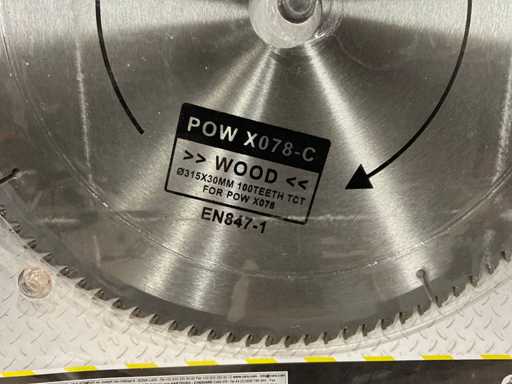 POW X078-C
>> WOOD <<
Ø315X30MM 100TEETH TCT
FOR POW X078
EN847-1